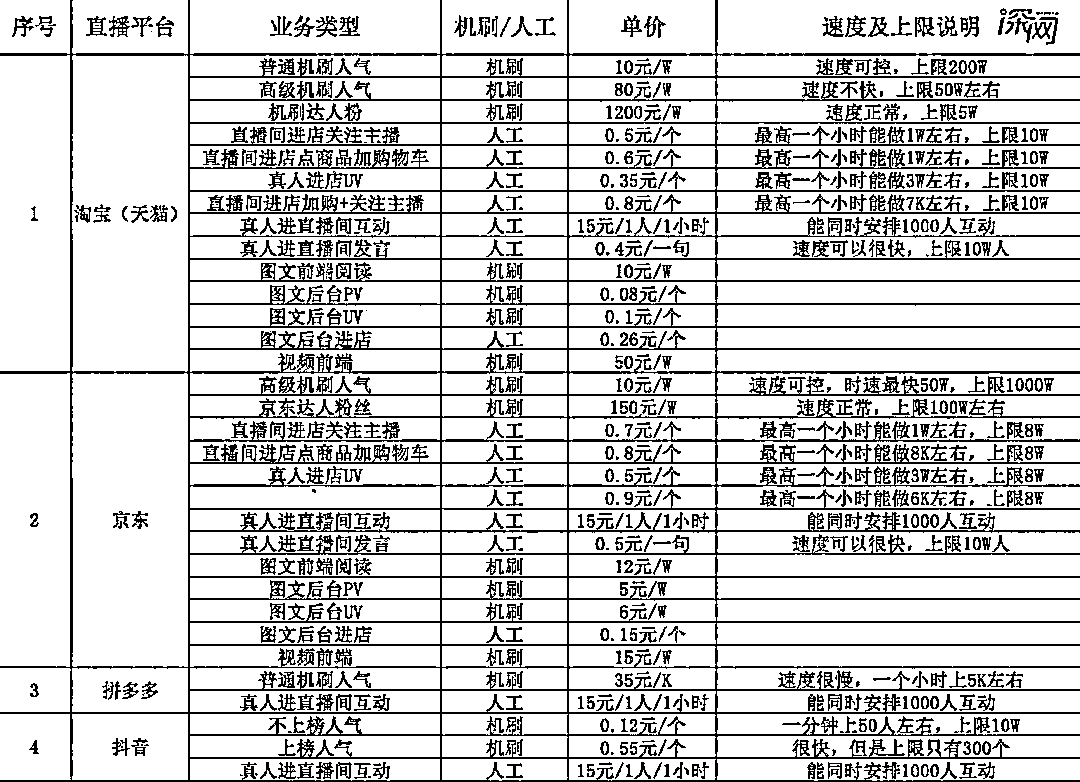 序号 直播平台 业务类型 机刷/人工 单价 速度及上限说明 深网
普通机刷人气 机刷 10元/W 速度可控，上限200W
高级机刷人气 机刷 80元/W 速度不快，上限50W左右
机刷达人粉 机刷 1200元/W 速度正常，上限5W
直播间进店关注主播 人工 0.5元/个 最高一个小时能做1W左右，上限10W
直播间进店点商品加购物车 人工 0.6元/个 最高一个小时能做1W左右，上限10W
真人进店UV 人工 0.35元/个 最高一个小时能做3W左右，上限10W
1 淘宝（天猫） 直播间进店加购+关注主播 人工 0.8元/个 最高一个小时能做7K左右，上限10W
真人进直播间互动 人工 15元/1人/1小时 能同时安排1000人互动
真人进直播间发言 人工 0.4元/一句 速度可以很快，上限10W人
图文前端阅读 机刷 10元/W
图文后台PV 机刷 0.08元/个
图文后台UV 机刷 0.1元/个
图文后台进店 人工 0.26元/个
视频前端 机刷 50元/W
高级机刷人气 机刷 10元/W 速度可控，时速最快50W，上限1000W
京东达人粉丝 机刷 150元/W 速度正常，上限100W左右
直播间进店关注主播 人工 0.7元/个 最高一个小时能做1W左右，上限8W
直播间进店点商品加购物车 人工 0.8元/个 最高一个小时能做8K左右，上限8W
真人进店UV 人工 0.5元/个 最高一个小时能做3W左右，上限8W
人工 0.9元/个 最高一个小时能做6K左右，上限8W
2 京东 真人进直播间互动 人工 15元/1人/1小时 能同时安排1000人互动
真人进直播间发言 人工 0.5元/一句 速度可以很快，上限10W人
图文前端阅读 机刷 12元/W
图文后台PV 机刷 5元/W
图文后台UV 机刷 6元/W
图文后台进店 人工 0.15元/个
视频前端 机刷 15元/W
3 拼多多 普通机刷人气 机刷 35元/K 速度很慢，一个小时上5K左右
真人进直播间互动 人工 15元/1人/1小时 能同时安排1000人互动
不上榜人气 机刷 0.12元/个 一分钟上50人左右，上限10W
4 抖音 上榜人气 机刷 0.55元/个 很快，但是上限只有300个
真人进直播间互动 人工 15元/1人/1小时 能同时安排1000人互动